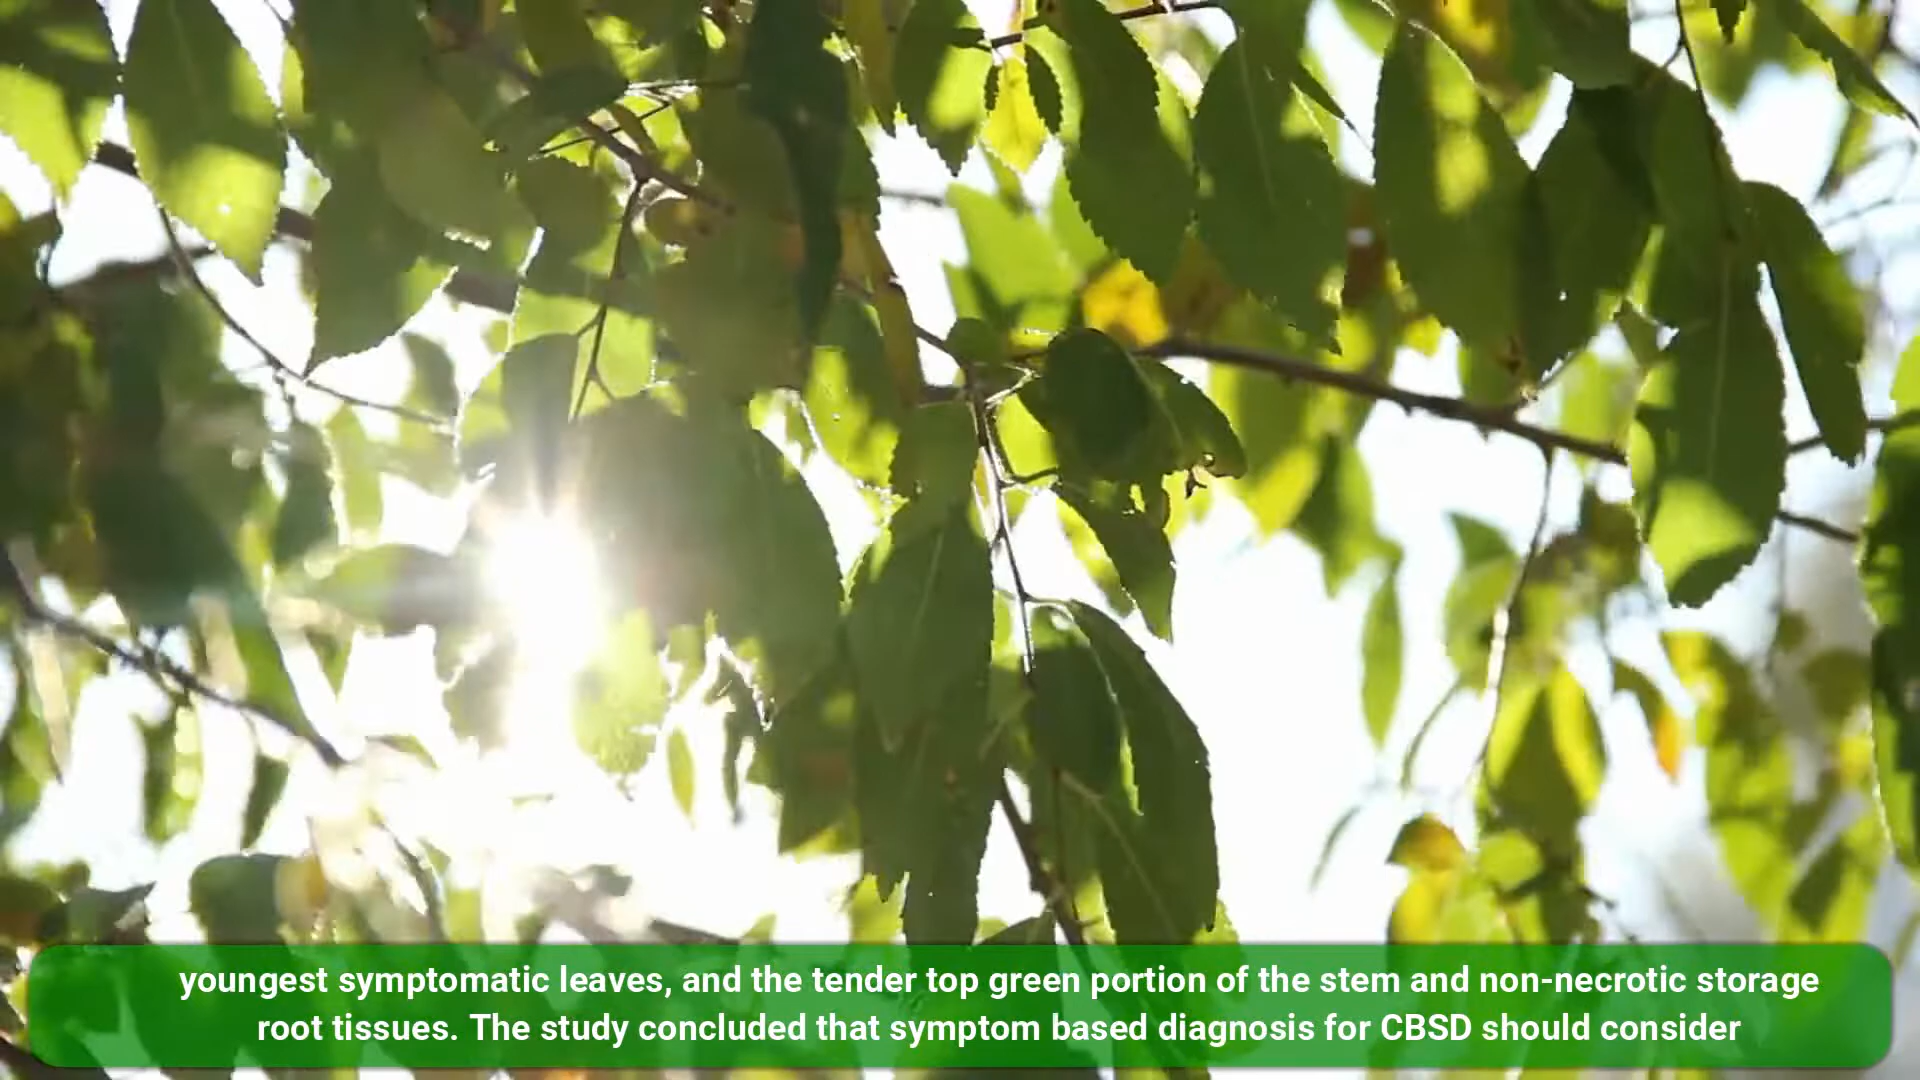 youngest symptomatic leaves, and the tender top green portion of the stem and non-necrotic storage
root tissues. The study concluded that symptom based diagnosis for CBSD should consider